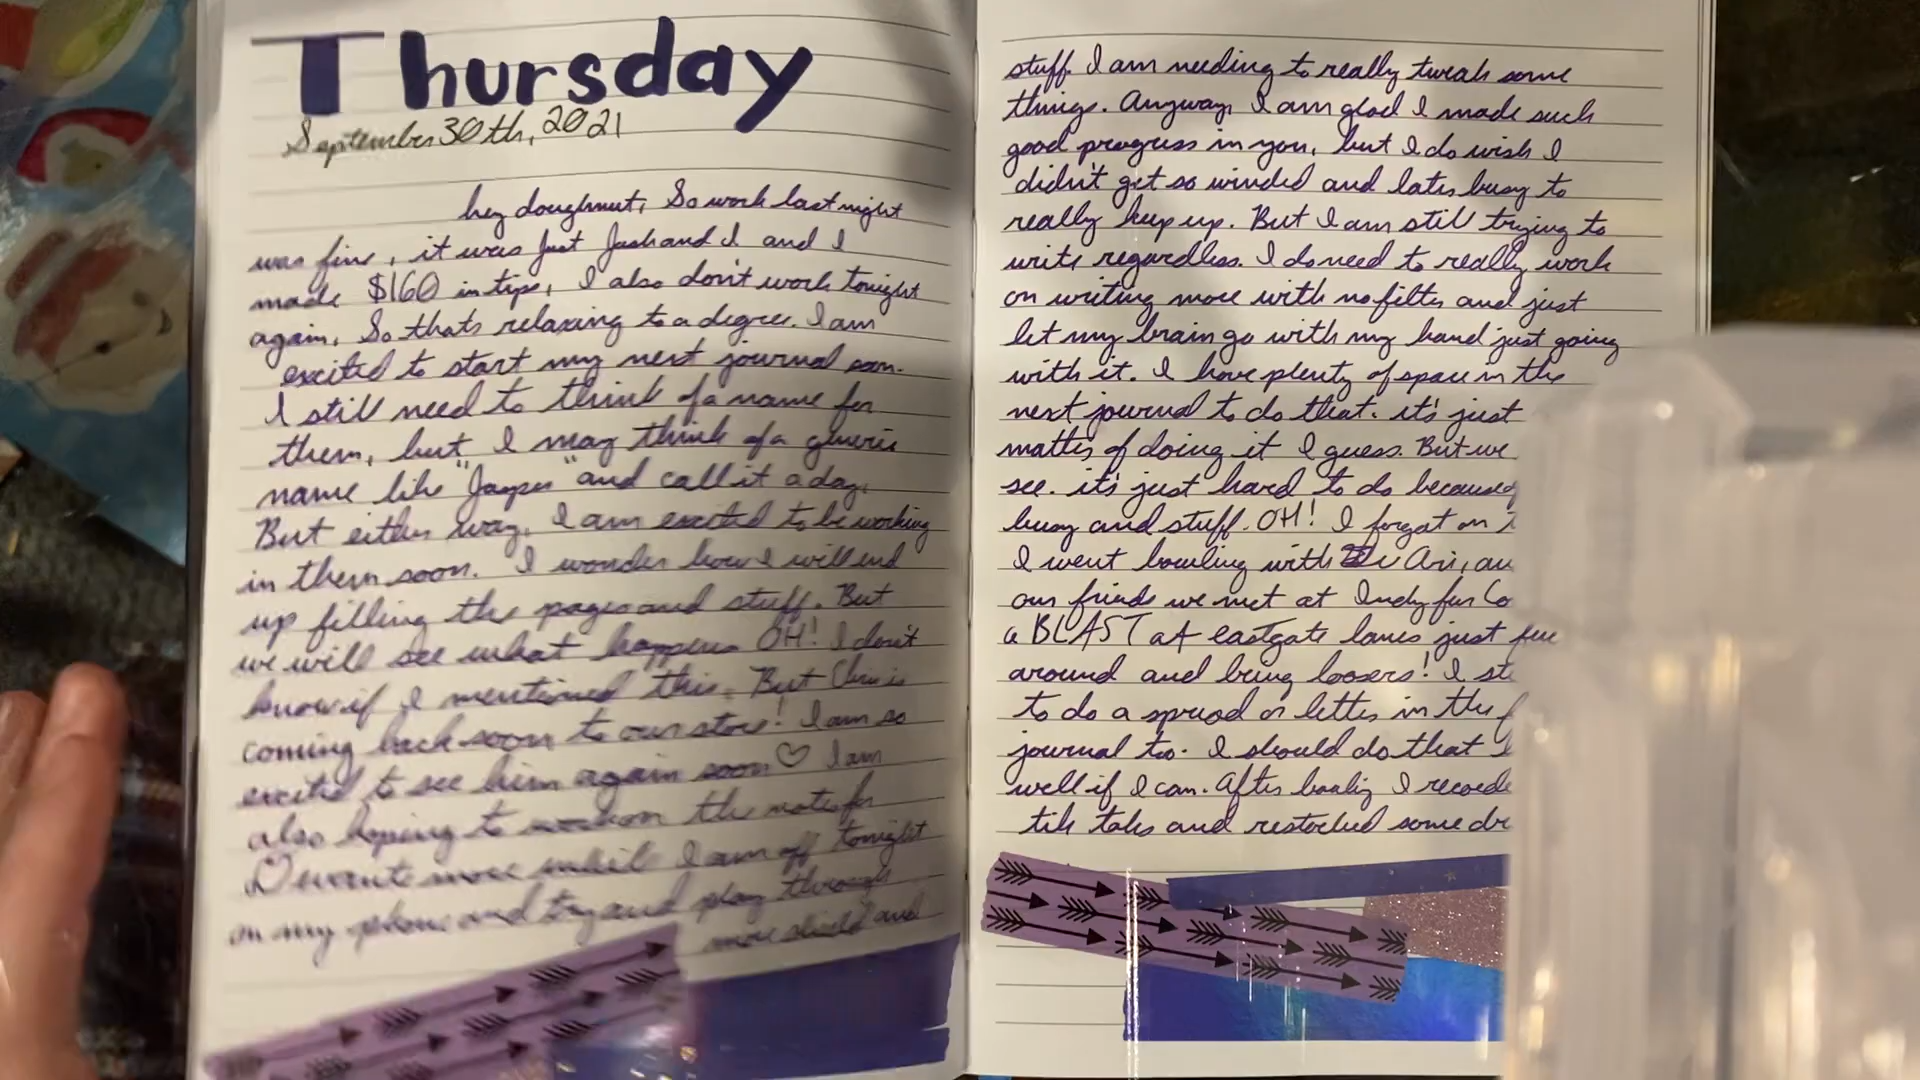 Thursday
September 30th, 2021
hey doughnut, So work last night
was fine, it was just Josh and I and I
made $160 in tips, I also don't work tonight
again, So thats relaxing to a degree. I am
excited to start my next journal soon.
I still need to think of a name for
them, but I may think of a generic
name like "Jasper" and call it a day,
But either way, I am excited to be working
in them soon. I wonder how I will end
up filling the pages and stuff. But
we will see what happens OH! I don't
know if I mentioned this. But Chris is
coming back soon to our store! I am so
excited to see him again soon ♡ I am
also hoping to work on the notes for
more while I am off tonight
on my phone and try and play through
more shield and
stuff. I am needing to really tweak some
things. Anyway, I am glad I made such
good progress in you, but I do wish I
didn't get so winded and lates busy to
really keep up. But I am still trying to
write regardless. I do need to really work
on writing more with no filter and just
let my brain go with my hand just going
with it. I have plenty of space in the
next journal to do that. it's just
matter of doing it I guess. But we
see. it's just hard to do because
busy and stuff. OH! I forgot on
I went bowling with Ari,
our friends we met at Indy fun Co
a BLAST at eastgate lanes just
around and being loosers! I
to do a spread or letter in the
journal too. I should do that
well if I can. After bowling I
tik toks and restocked some